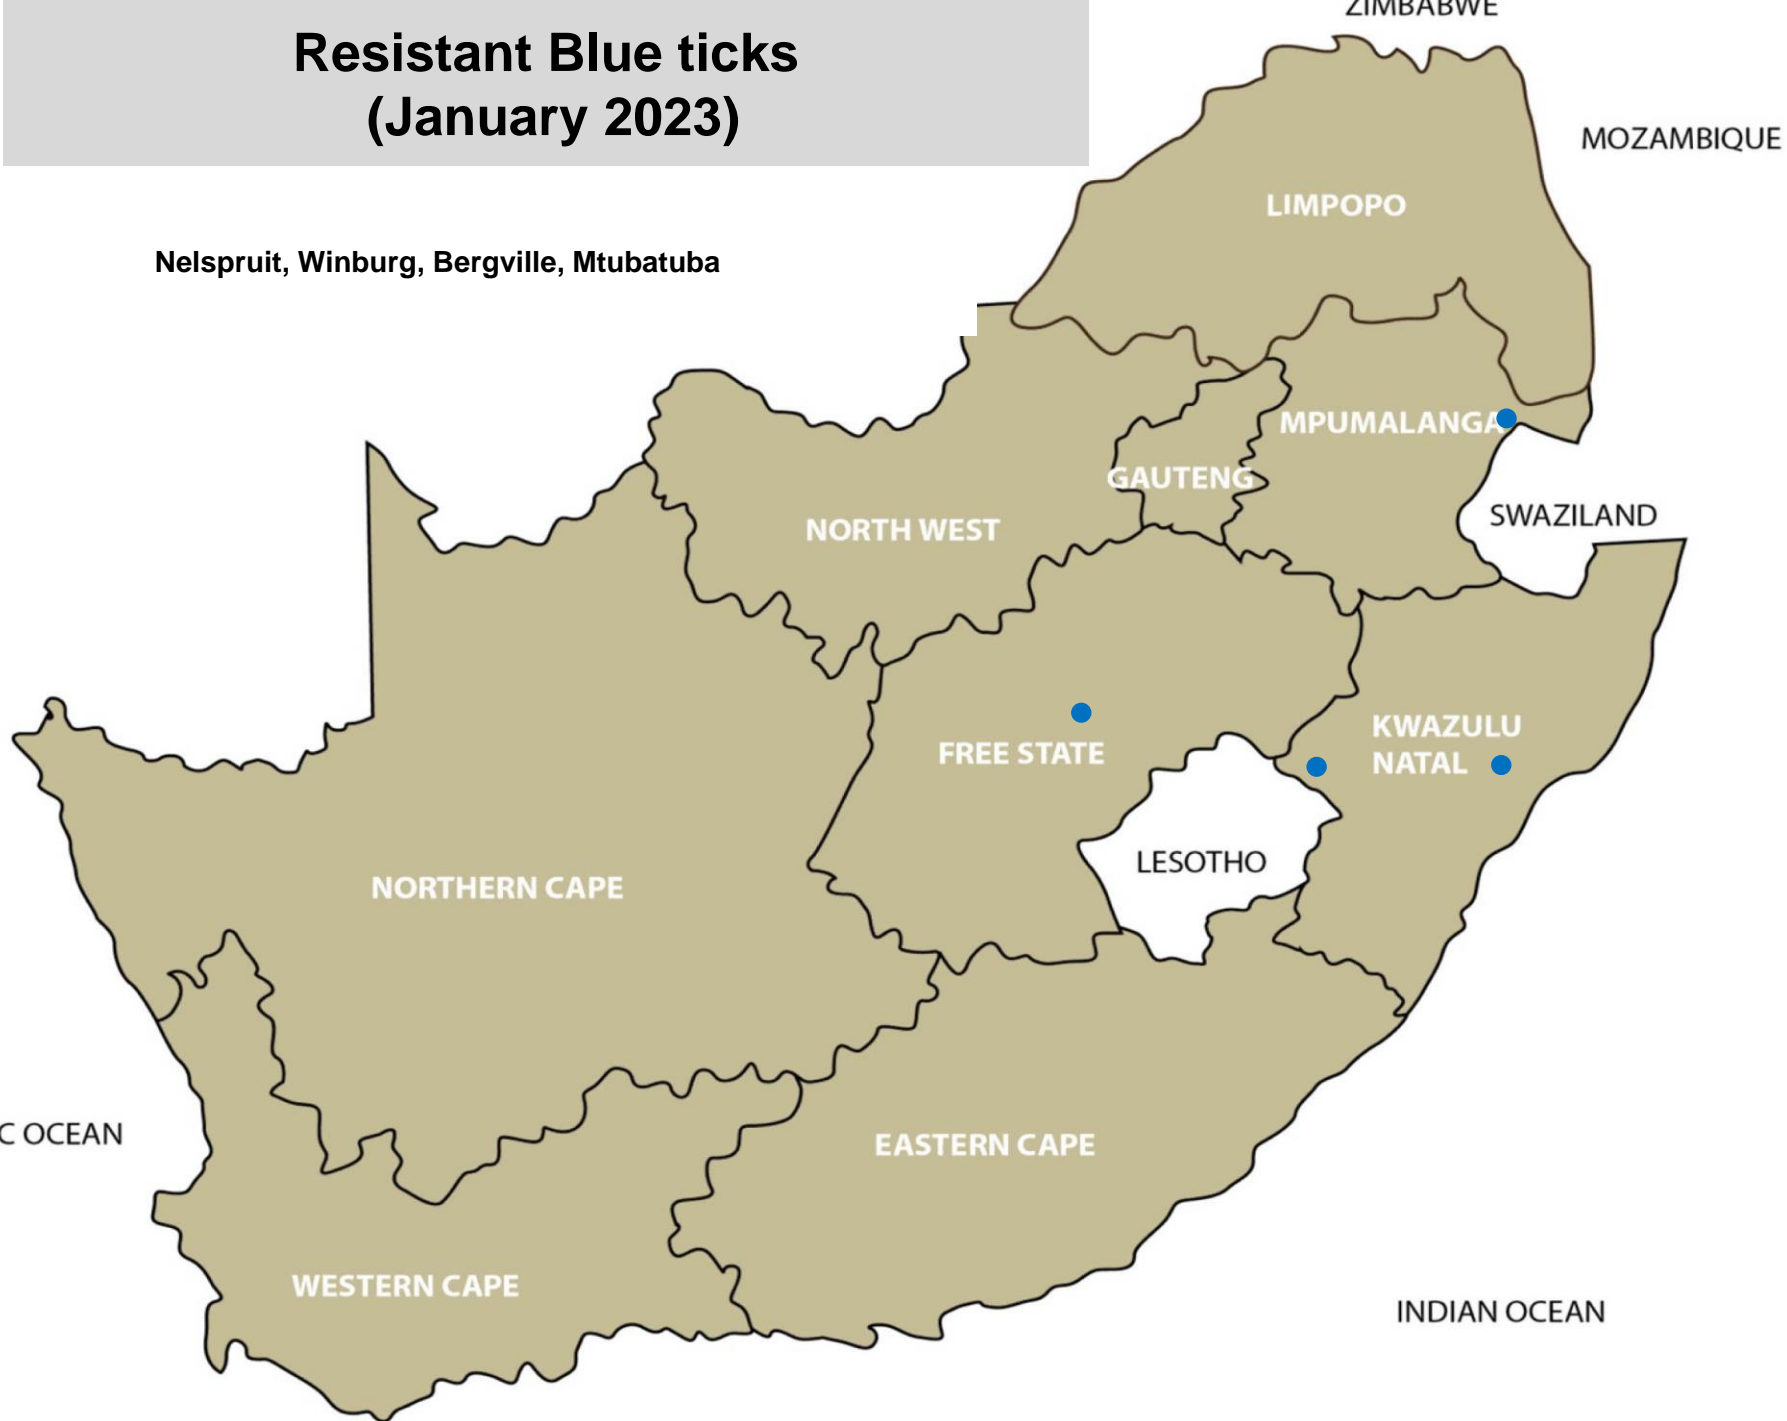 ZIMBABWE
Resistant Blue ticks
(January 2023)
MOZAMBIQUE
LIMPOPO
Nelspruit, Winburg, Bergville, Mtubatuba
MPUMALANGA
GAUTENG
SWAZILAND
NORTH WEST
KWAZULU
NATAL
FREE STATE
LESOTHO
NORTHERN CAPE
C OCEAN
EASTERN CAPE
WESTERN CAPE
INDIAN OCEAN